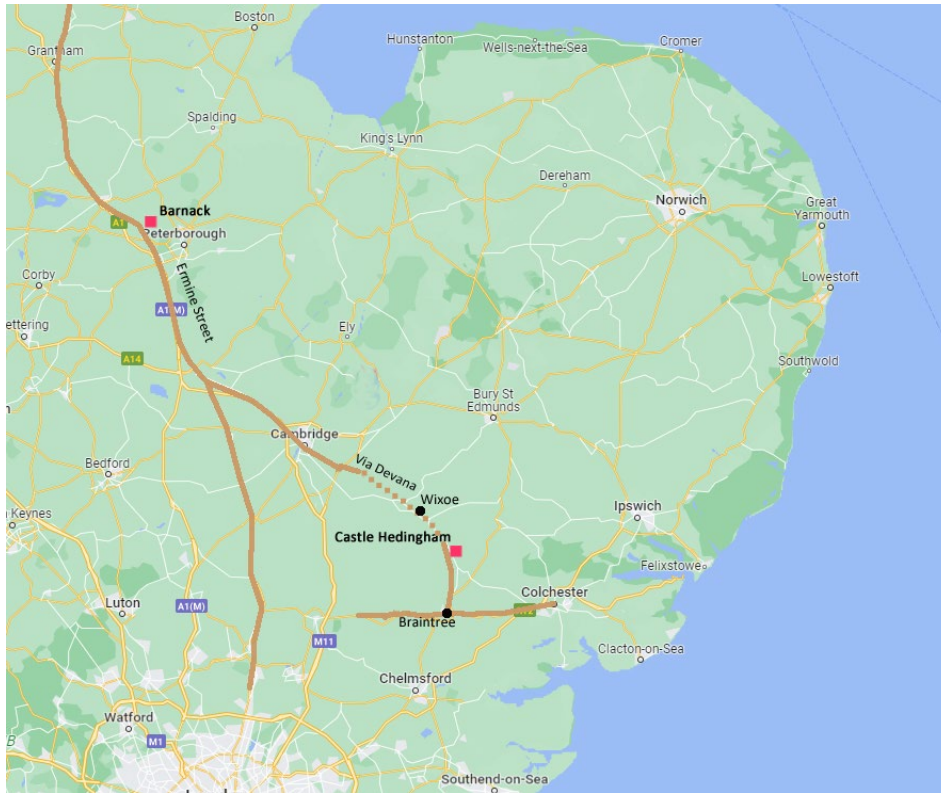 Boston
Hunstanton
Wells-next-the-Sea
Cromer
Grantham
Spalding
King's Lynn
Dereham
Norwich
Great
Yarmouth
Barnack
A1
Peterborough
Ermine Street
Corby
Lowestoft
A1(M)
ettering
Ely
A14
Southwold
Bury St
Edmunds
Cambridge
Bedford
Via Devana
Wixoe
Ipswich
n Keynes
Castle Hedingham
Felixstowe
Luton
A1(M)
Colchester
Braintree
M11
Clacton-on-Sea
Chelmsford
Watford
M1
Southend-on-Sea